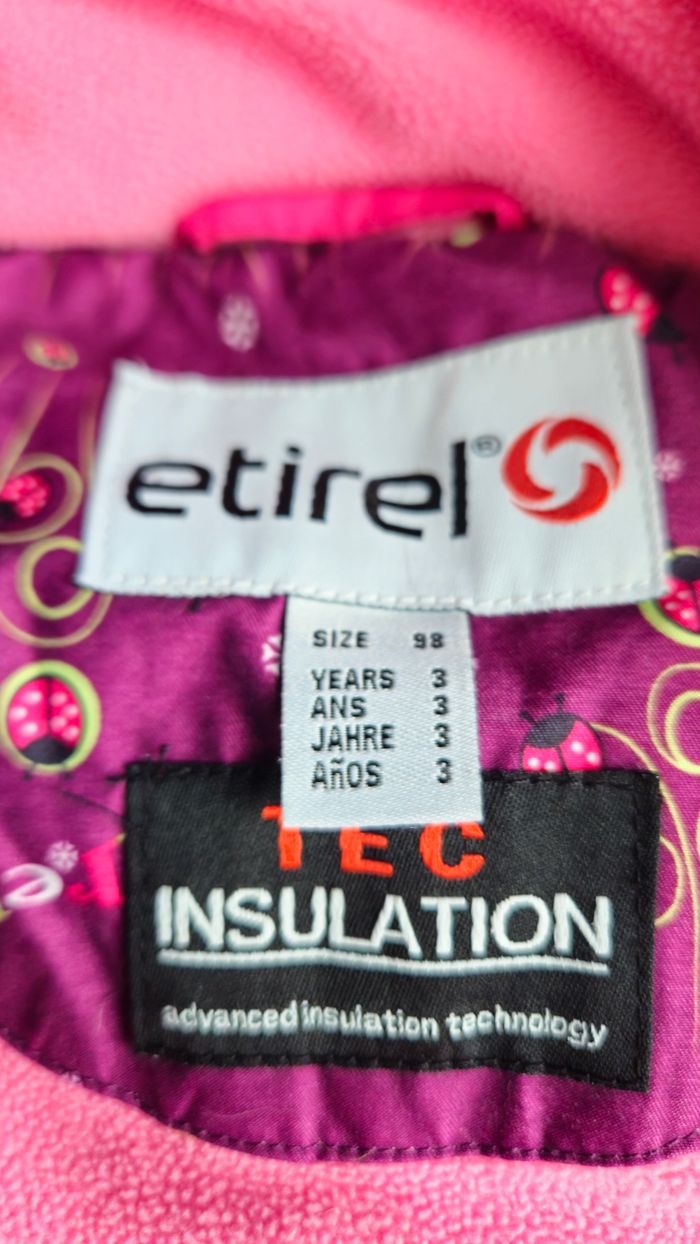 etirel®
SIZE 98
YEARS 3
ANS 3
JAHRE 3
AñOS 3
TEC
INSULATION
advanced insulation technology